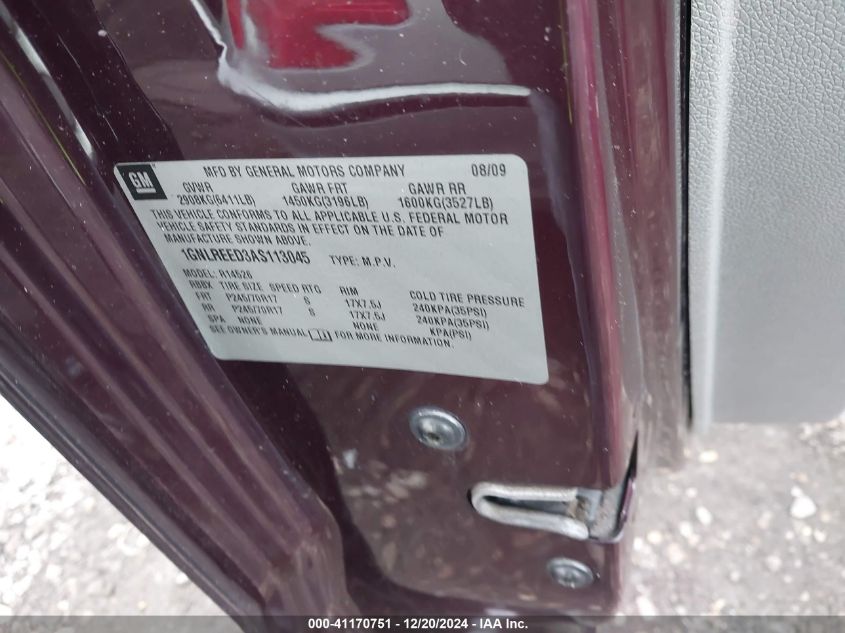 GM
MFD BY GENERAL MOTORS COMPANY 08/09
GVWR GAWR FRT GAWR RR
2908KG(6411LB) 1450KG(3196LB) 1600KG(3527LB)
THIS VEHICLE CONFORMS TO ALL APPLICABLE U.S. FEDERAL MOTOR
VEHICLE SAFETY STANDARDS IN EFFECT ON THE DATE OF
MANUFACTURE SHOWN ABOVE.
1GNLREED3AS113045 TYPE: M.P.V.
MODEL: R14526
RVBY: TIRE SIZE SPEED RTG RIM COLD TIRE PRESSURE
FRT P245/70R17 S 17X7.5J 240KPA(35PSI)
RR P245/70R17 S 17X7.5J 240KPA(35PSI)
SPA NONE NONE KPA(PSI)
SEE OWNER'S MANUAL FOR MORE INFORMATION.
000-41170751 / 12/20/2024 - IAA Inc.